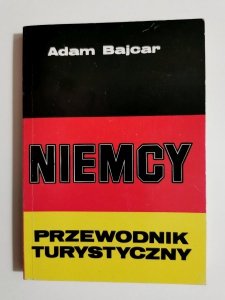 Adam Bajcar
NIEMCY
PRZEWODNIK
TURYSTYCZNY